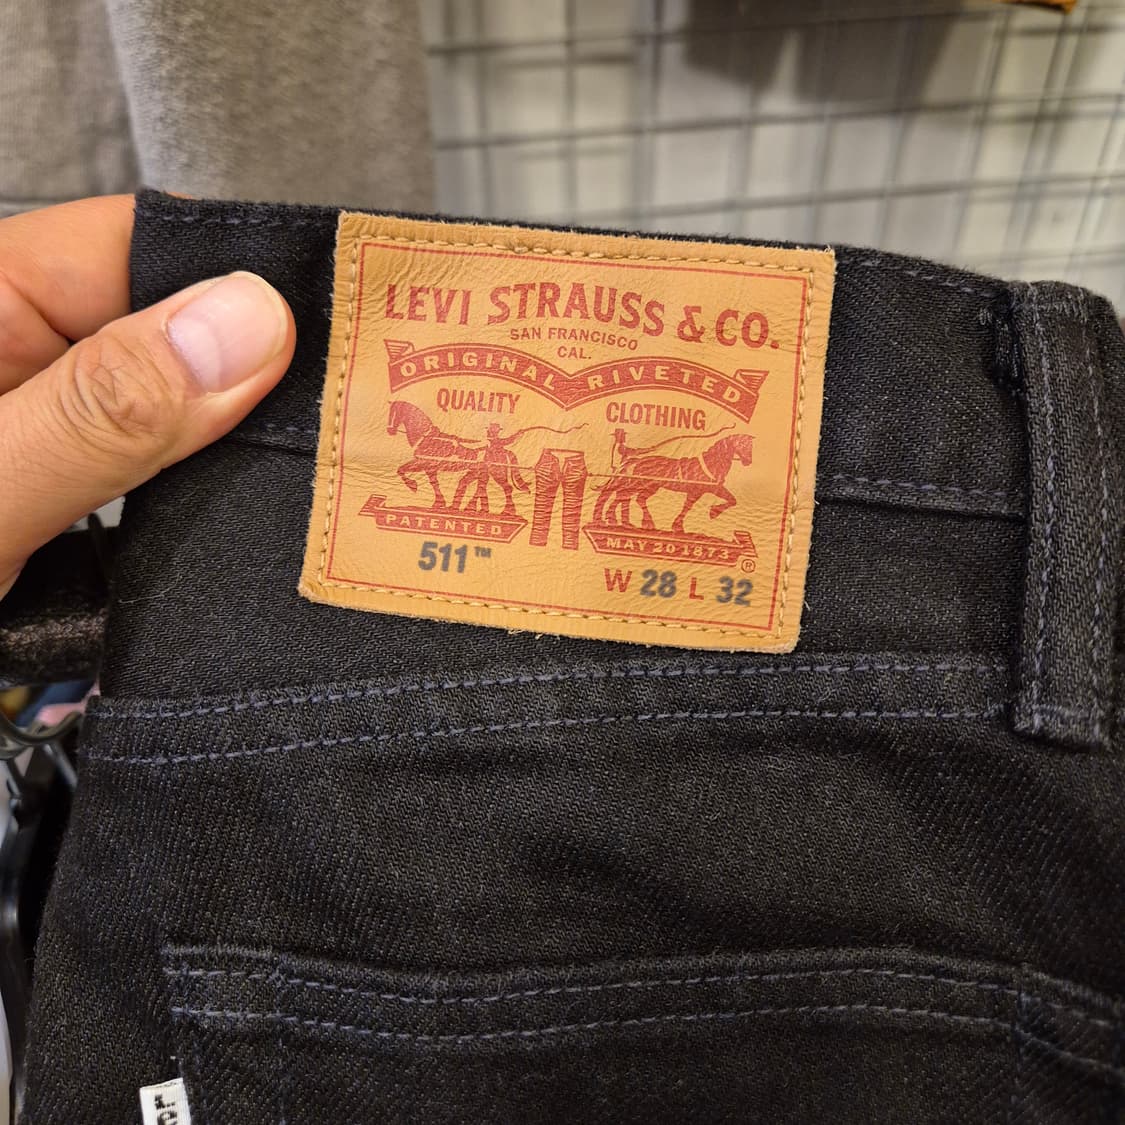 LEVI STRAUSS & CO.
SAN FRANCISCO
CAL.
ORIGINAL RIVETED
QUALITY CLOTHING
PATENTED MAY 20 1873
®
511™
W 28 L 32